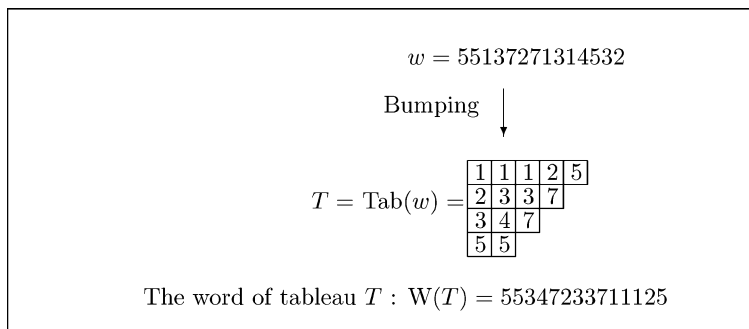 w = 55137271314532
Bumping
1 1 1 2 5
T = Tab(w) = 2 3 3 7
3 4 7
5 5
The word of tableau T : W(T) = 55347233711125